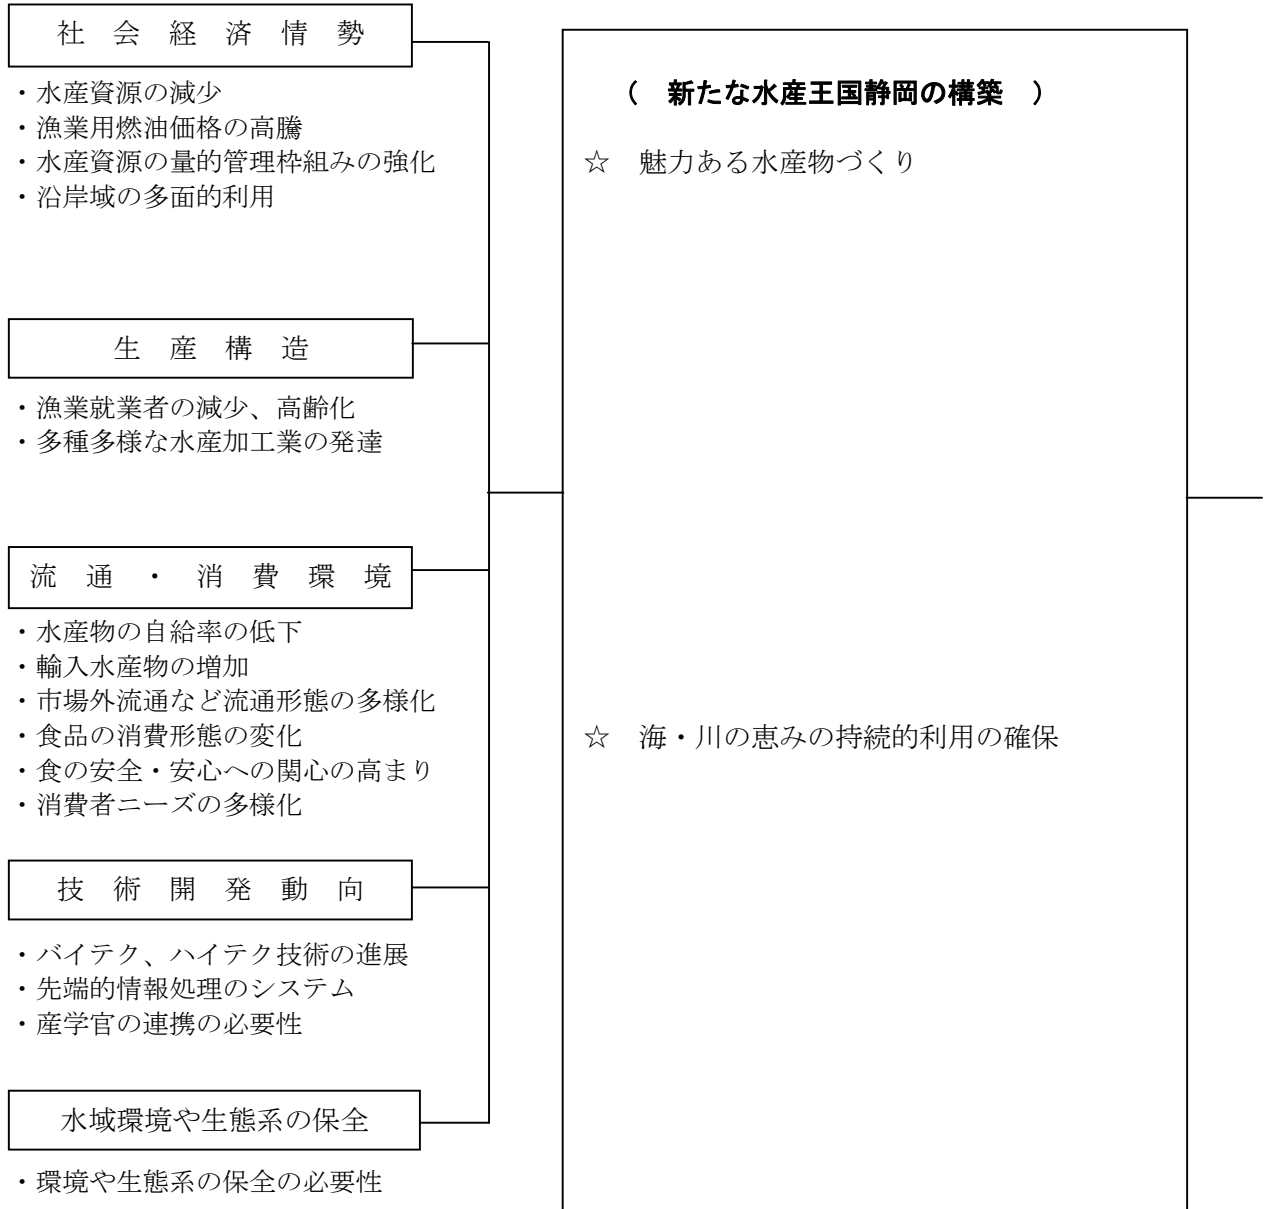 社会経済情勢
・水産資源の減少
・漁業用燃油価格の高騰
・水産資源の量的管理枠組みの強化
・沿岸域の多面的利用
生産構造
・漁業就業者の減少、高齢化
・多種多様な水産加工業の発達
流通・消費環境
・水産物の自給率の低下
・輸入水産物の増加
・市場外流通など流通形態の多様化
・食品の消費形態の変化
・食の安全・安心への関心の高まり
・消費者ニーズの多様化
技術開発動向
・バイテク、ハイテク技術の進展
・先端的情報処理のシステム
・産学官の連携の必要性
水域環境や生態系の保全
・環境や生態系の保全の必要性
（　新たな水産王国静岡の構築　）
☆　魅力ある水産物づくり
☆　海・川の恵みの持続的利用の確保